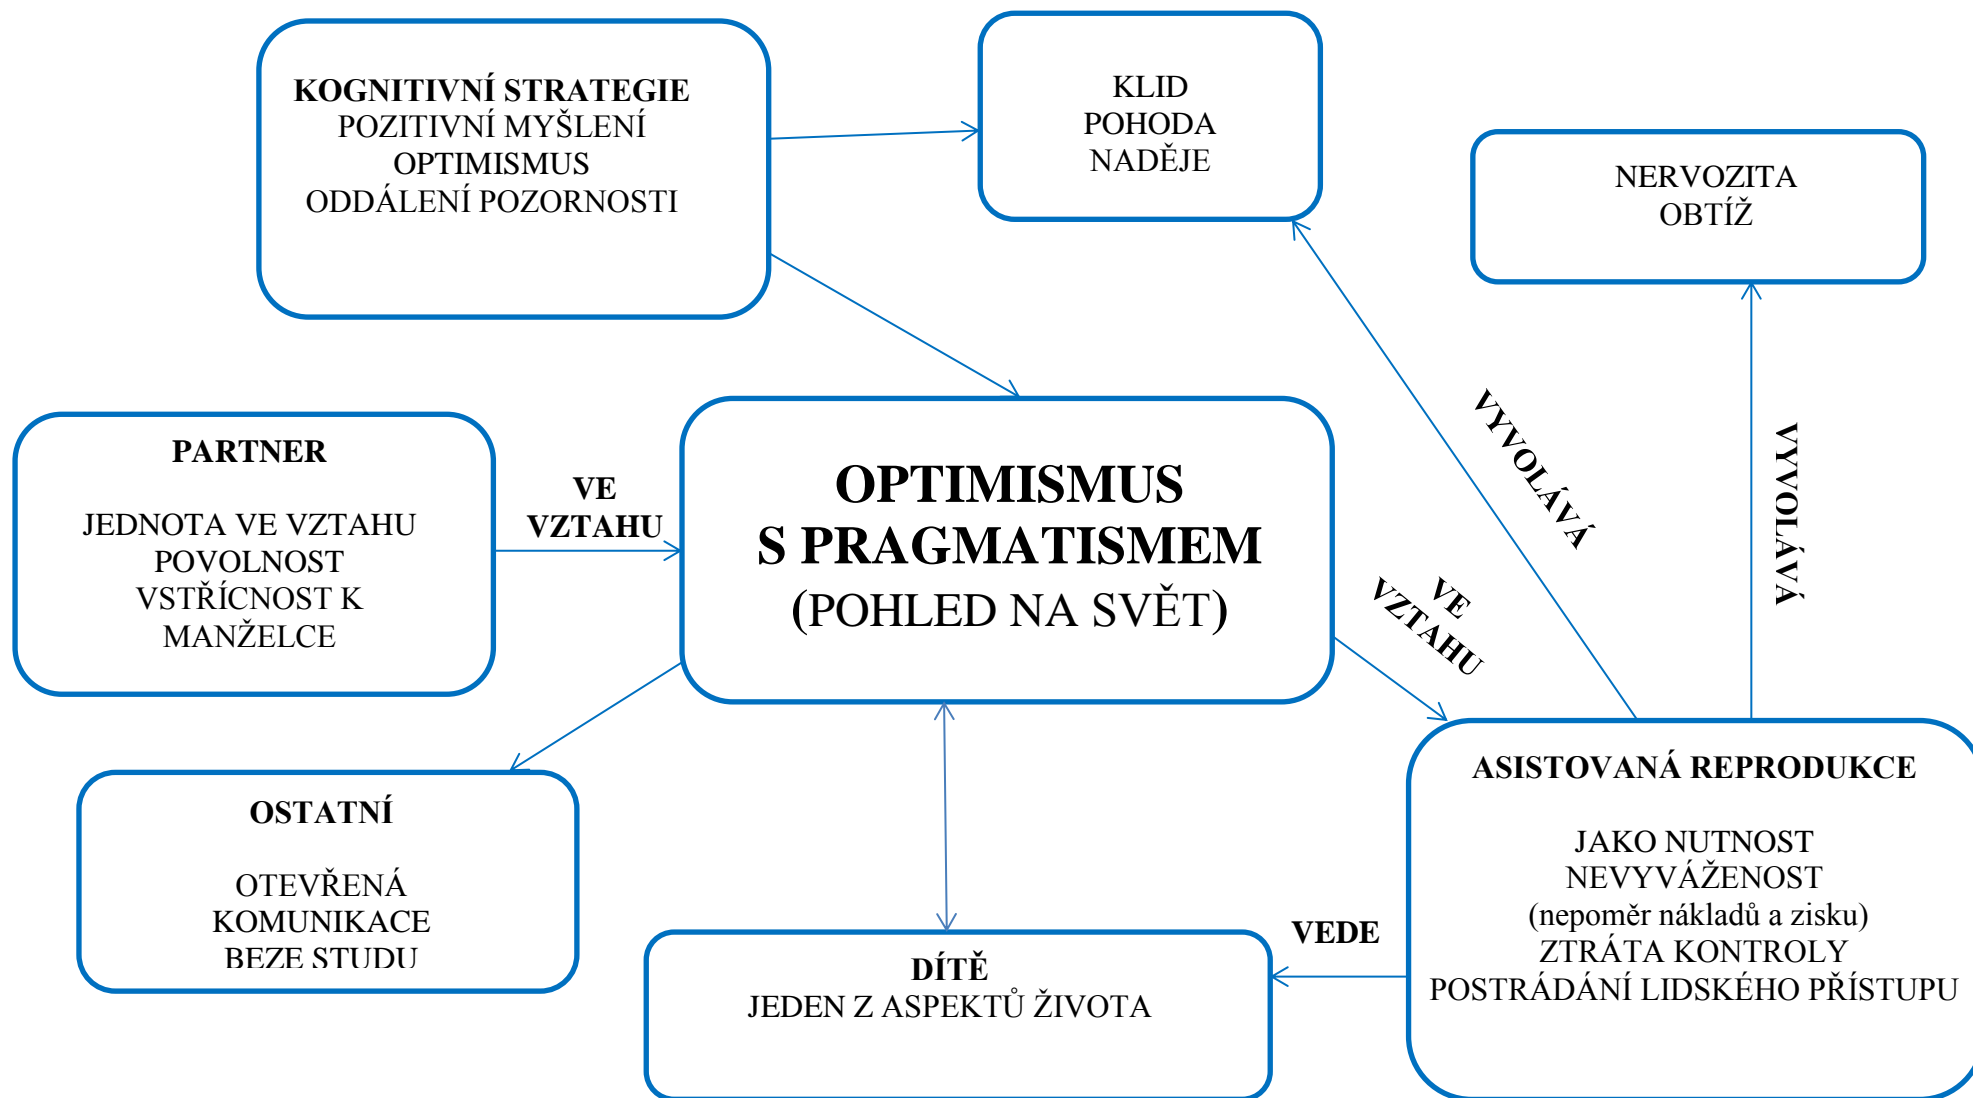 KOGNITIVNÍ STRATEGIE
POZITIVNÍ MYŠLENÍ
OPTIMISMUS
ODDÁLENÍ POZORNOSTI
KLID
POHODA
NADĚJE
NERVOZITA
OBTÍŽ
PARTNER
JEDNOTA VE VZTAHU
POVOLNOST
VSTŘÍCNOST K
MANŽELCE
VE
VZTAHU
OPTIMISMUS
S PRAGMATISMEM
(POHLED NA SVĚT)
VYVOLÁVÁ
VYVOLÁVÁ
VE
VZTAHU
OSTATNÍ
OTEVŘENÁ
KOMUNIKACE
BEZE STUDU
DÍTĚ
JEDEN Z ASPEKTŮ ŽIVOTA
VEDE
ASISTOVANÁ REPRODUKCE
JAKO NUTNOST
NEVYVÁŽENOST
(nepoměr nákladů a zisku)
ZTRÁTA KONTROLY
POSTRÁDÁNÍ LIDSKÉHO PŘÍSTUPU